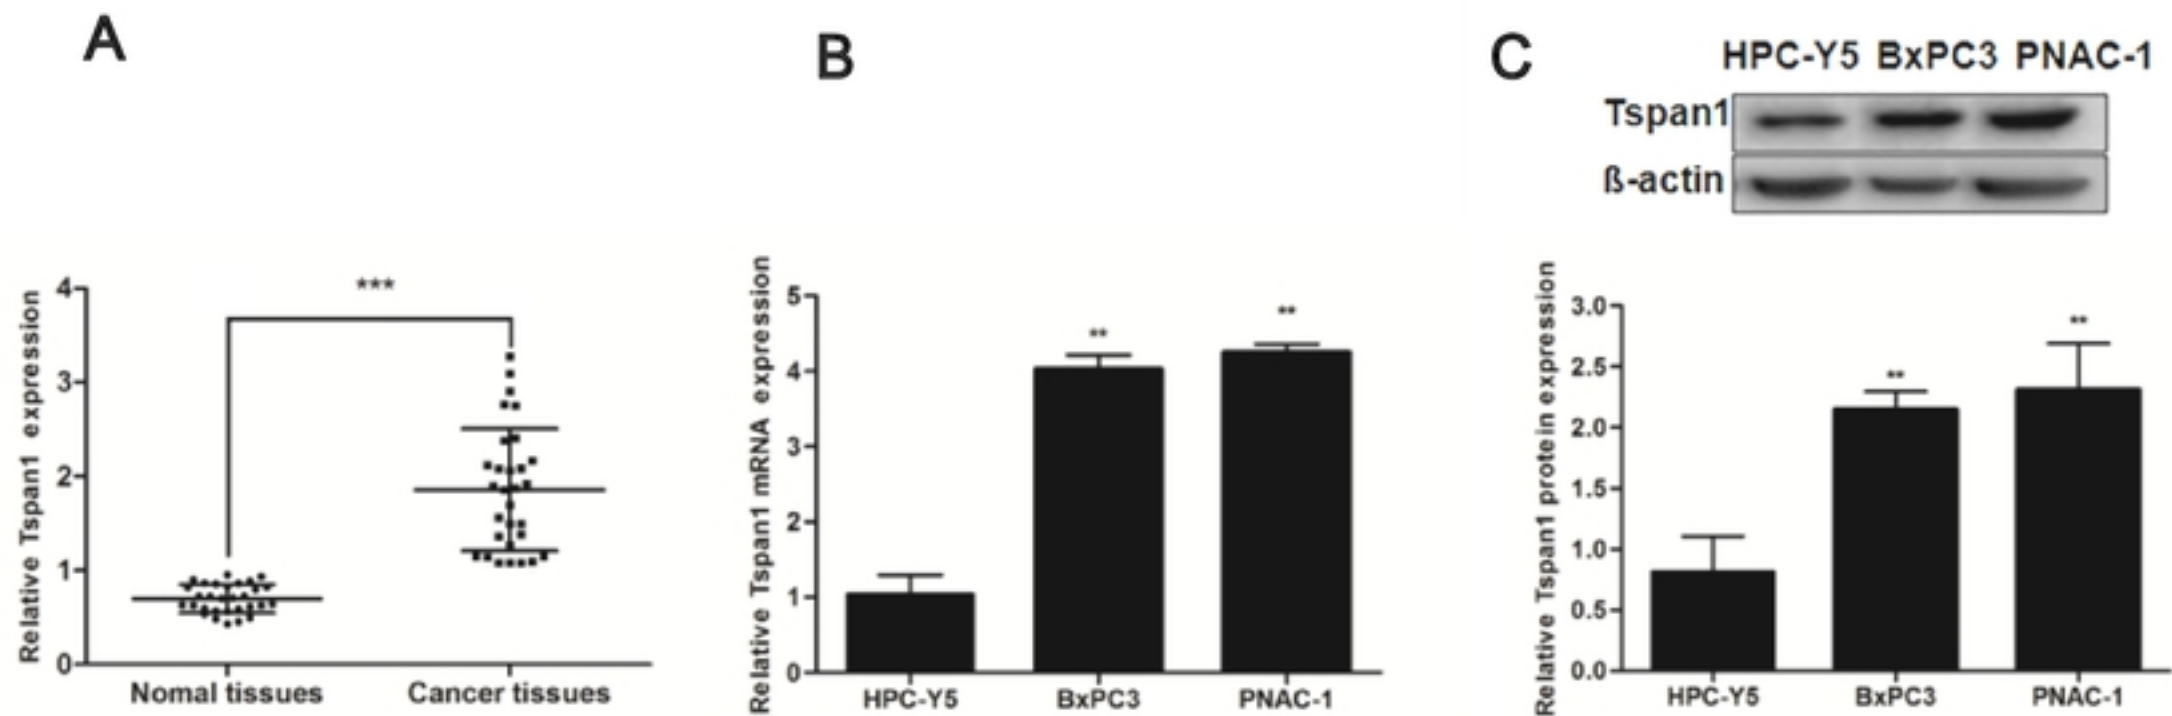 A
Relative Tspan1 expression
4
3
2
1
0
***
Nomal tissues
Cancer tissues
B
Relative Tspan1 mRNA expression
5
4
3
2
1
0
**
**
HPC-Y5
BxPC3
PNAC-1
C
HPC-Y5 BxPC3 PNAC-1
Tspan1
ß-actin
Relative Tspan1 protein expression
3.0
2.5
2.0
1.5
1.0
0.5
0.0
**
**
HPC-Y5
BxPC3
PNAC-1